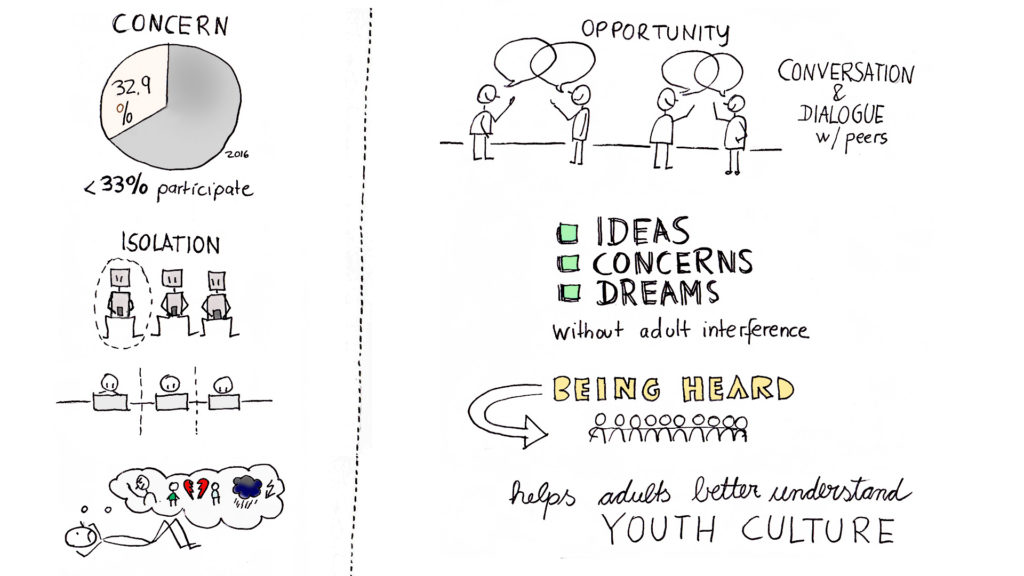 CONCERN
32.9
%
2016
< 33% participate
ISOLATION
OPPORTUNITY
CONVERSATION
&
DIALOGUE
w/ peers
IDEAS
CONCERNS
DREAMS
without adult interference
BEING HEARD
helps adults better understand
YOUTH CULTURE